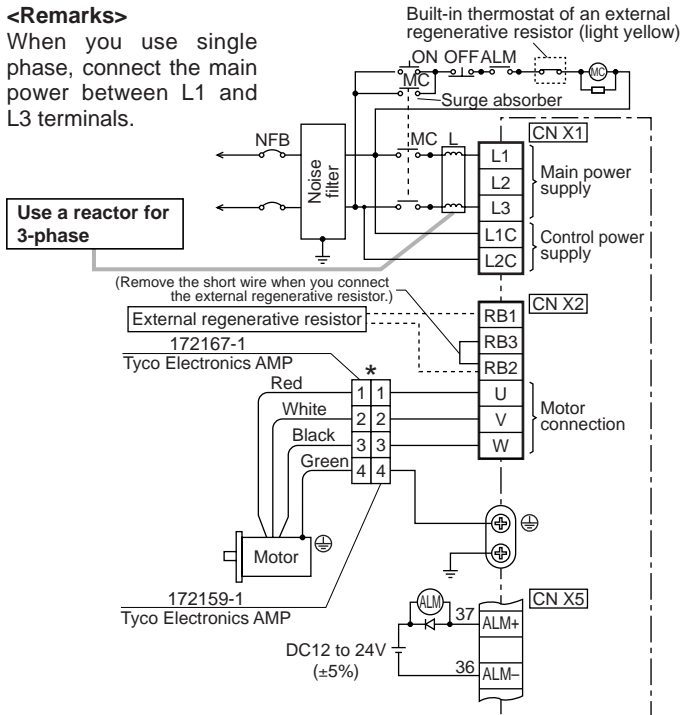 <Remarks>
When you use single
phase, connect the main
power between L1 and
L3 terminals.
Built-in thermostat of an external
regenerative resistor (light yellow)
ON OFF ALM
MC
MC
Surge absorber
NFB
Noise
filter
MC L
CN X1
L1
L2
L3
L1C
L2C
Main power
supply
Control power
supply
Use a reactor for
3-phase
(Remove the short wire when you connect
the external regenerative resistor.)
External regenerative resistor
CN X2
RB1
RB3
RB2
U
V
W
Motor
connection
172167-1
Tyco Electronics AMP
*
Red
1 1
White
2 2
Black
3 3
Green
4 4
Motor
172159-1
Tyco Electronics AMP
CN X5
ALM
37
ALM+
DC12 to 24V
(±5%)
36
ALM–